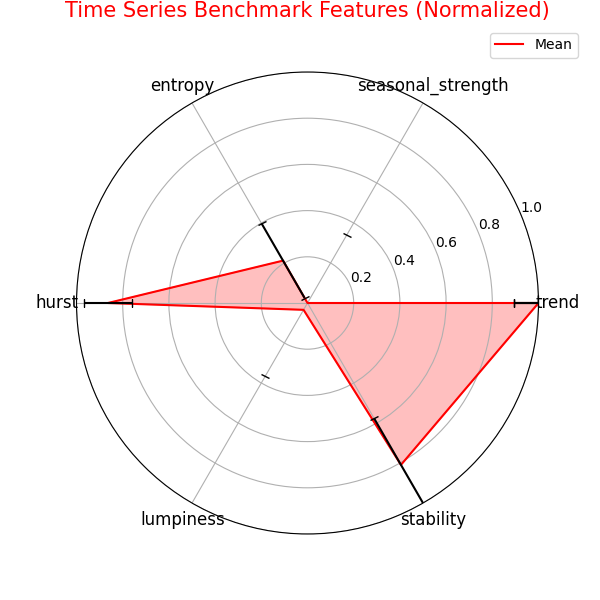 Time Series Benchmark Features (Normalized)
Mean
entropy
seasonal_strength
1.0
0.8
0.6
0.4
0.2
hurst
trend
lumpiness
stability